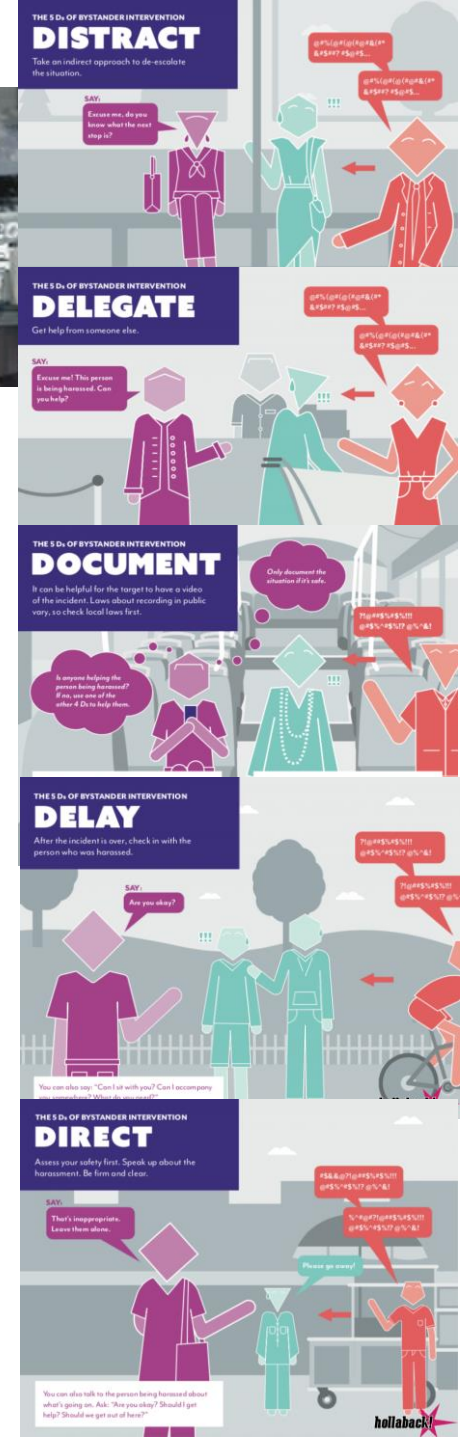 THE 5 Ds OF BYSTANDER INTERVENTION
DISTRACT
Take an indirect approach to de-escalate
the situation.
@#%(@#(@(#@#&(#*
&#$##? #$@#$...
@#%(@#(@(#@#&(#*
&#$##? #$@#$...
SAY:
Excuse me, do you
know what the next
stop is?
!!!
THE 5 Ds OF BYSTANDER INTERVENTION
DELEGATE
Get help from someone else.
@#%(@#(@(#@#&(#*
&#$##? #$@#$...
@#%(@#(@(#@#&(#*
&#$##? #$@#$...
SAY:
Excuse me! This person
is being harassed. Can
you help?
!!!
THE 5 Ds OF BYSTANDER INTERVENTION
DOCUMENT
It can be helpful for the target to have a video
of the incident. Laws about recording in public
vary, so check local laws first.
Only document the
situation if it's safe.
?!@##$%#$%!!!
@#$%^#$%!? @%^&!
Is anyone helping the
person being harassed?
If no, use one of the
other 4 Ds to help them.
!!!
THE 5 Ds OF BYSTANDER INTERVENTION
DELAY
After the incident is over, check in with the
person who was harassed.
?!@##$%#$%!!!
@#$%^#$%!? @%^&!
?!@##$%#$%!!!
@#$%^#$%!? @%
SAY:
Are you okay?
!!!
You can also say: "Can I sit with you? Can I accompany
you somewhere? What do you need?"
hollaback!
THE 5 Ds OF BYSTANDER INTERVENTION
DIRECT
Assess your safety first. Speak up about the
harassment. Be firm and clear.
#$&&@?!@##$%#$%!!!
@#$%^#$%!? @%^&!
SAY:
That's inappropriate.
Leave them alone.
%^#@#?!@##$%#$%!!!
@#$%^#$%!? @%^&!
Please go away!
You can also talk to the person being harassed about
what's going on. Ask: "Are you okay? Should I get
help? Should we get out of here?"
hollaback!